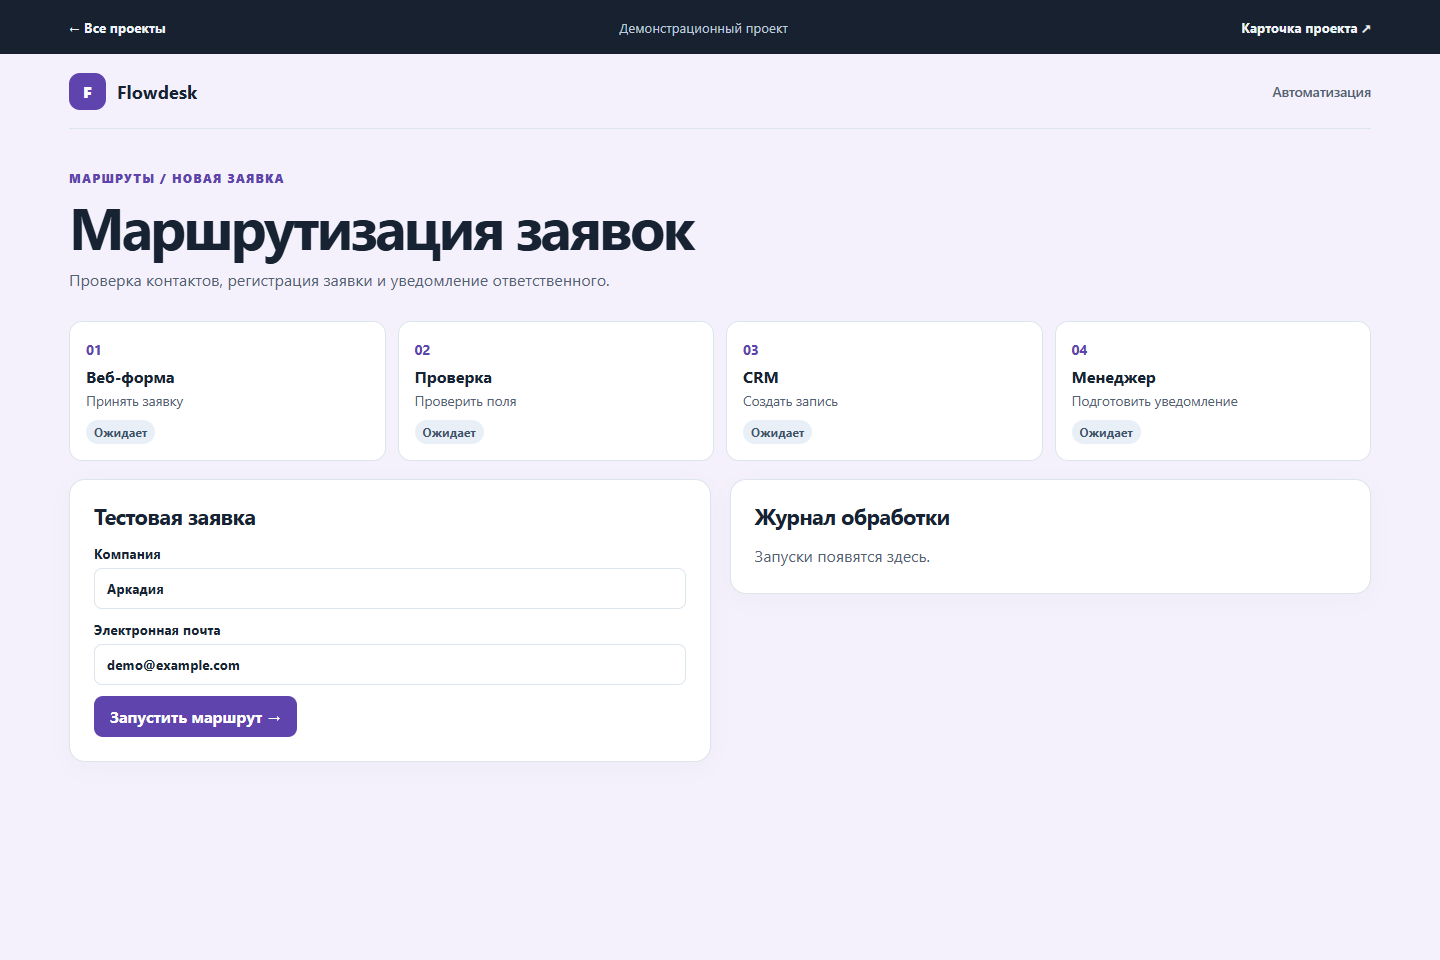 ← Все проекты
Демонстрационный проект
Карточка проекта ↗
F
Flowdesk
Автоматизация
МАРШРУТЫ / НОВАЯ ЗАЯВКА
Маршрутизация заявок
Проверка контактов, регистрация заявки и уведомление ответственного.
01
Веб-форма
Принять заявку
Ожидает
02
Проверка
Проверить поля
Ожидает
03
CRM
Создать запись
Ожидает
04
Менеджер
Подготовить уведомление
Ожидает
Тестовая заявка
Компания
Аркадия
Электронная почта
demo@example.com
Запустить маршрут →
Журнал обработки
Запуски появятся здесь.